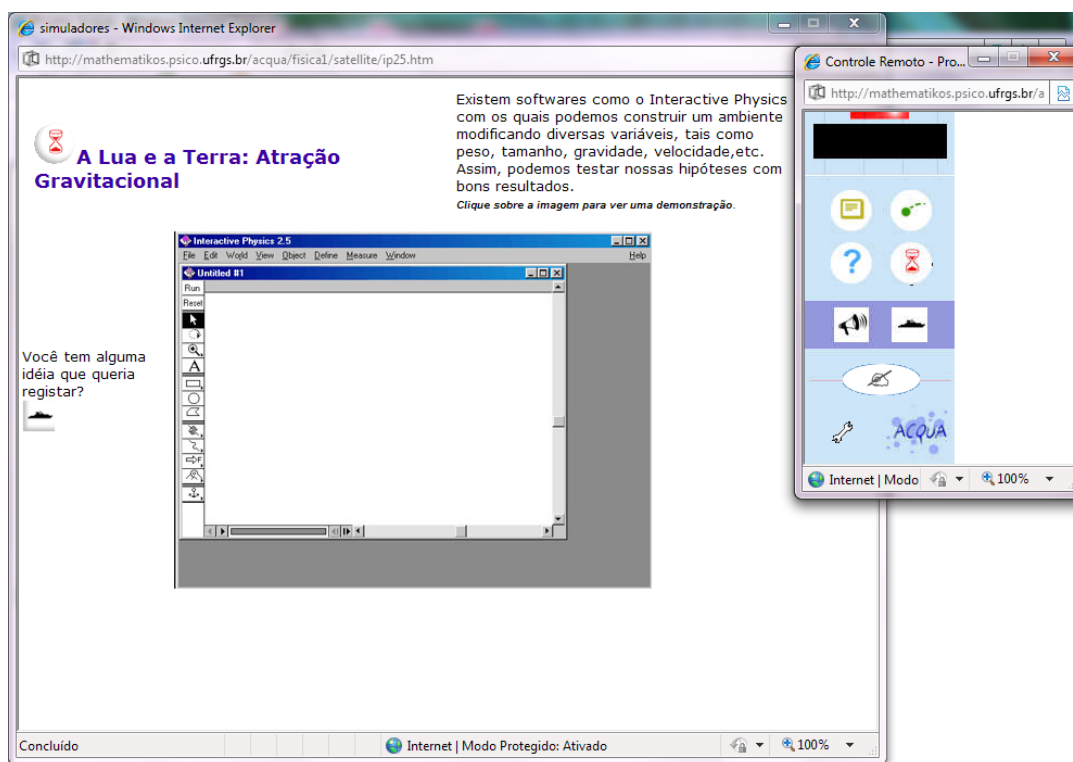 simuladores - Windows Internet Explorer
http://mathematikos.psico.ufrgs.br/acqua/fisica1/satellite/ip25.htm
A Lua e a Terra: Atração
Gravitacional
Existem softwares como o Interactive Physics
com os quais podemos construir um ambiente
modificando diversas variáveis, tais como
peso, tamanho, gravidade, velocidade,etc.
Assim, podemos testar nossas hipóteses com
bons resultados.
Clique sobre a imagem para ver uma demonstração.
Interactive Physics 2.5
File Edit World View Object Define Measure Window Help
Untitled #1
Run
Reset
A
F
Você tem alguma
idéia que queria
registar?
Concluído
Internet | Modo Protegido: Ativado
100%
Controle Remoto - Pro...
http://mathematikos.psico.ufrgs.br/a
?
ACQUA
Internet | Modo
100%